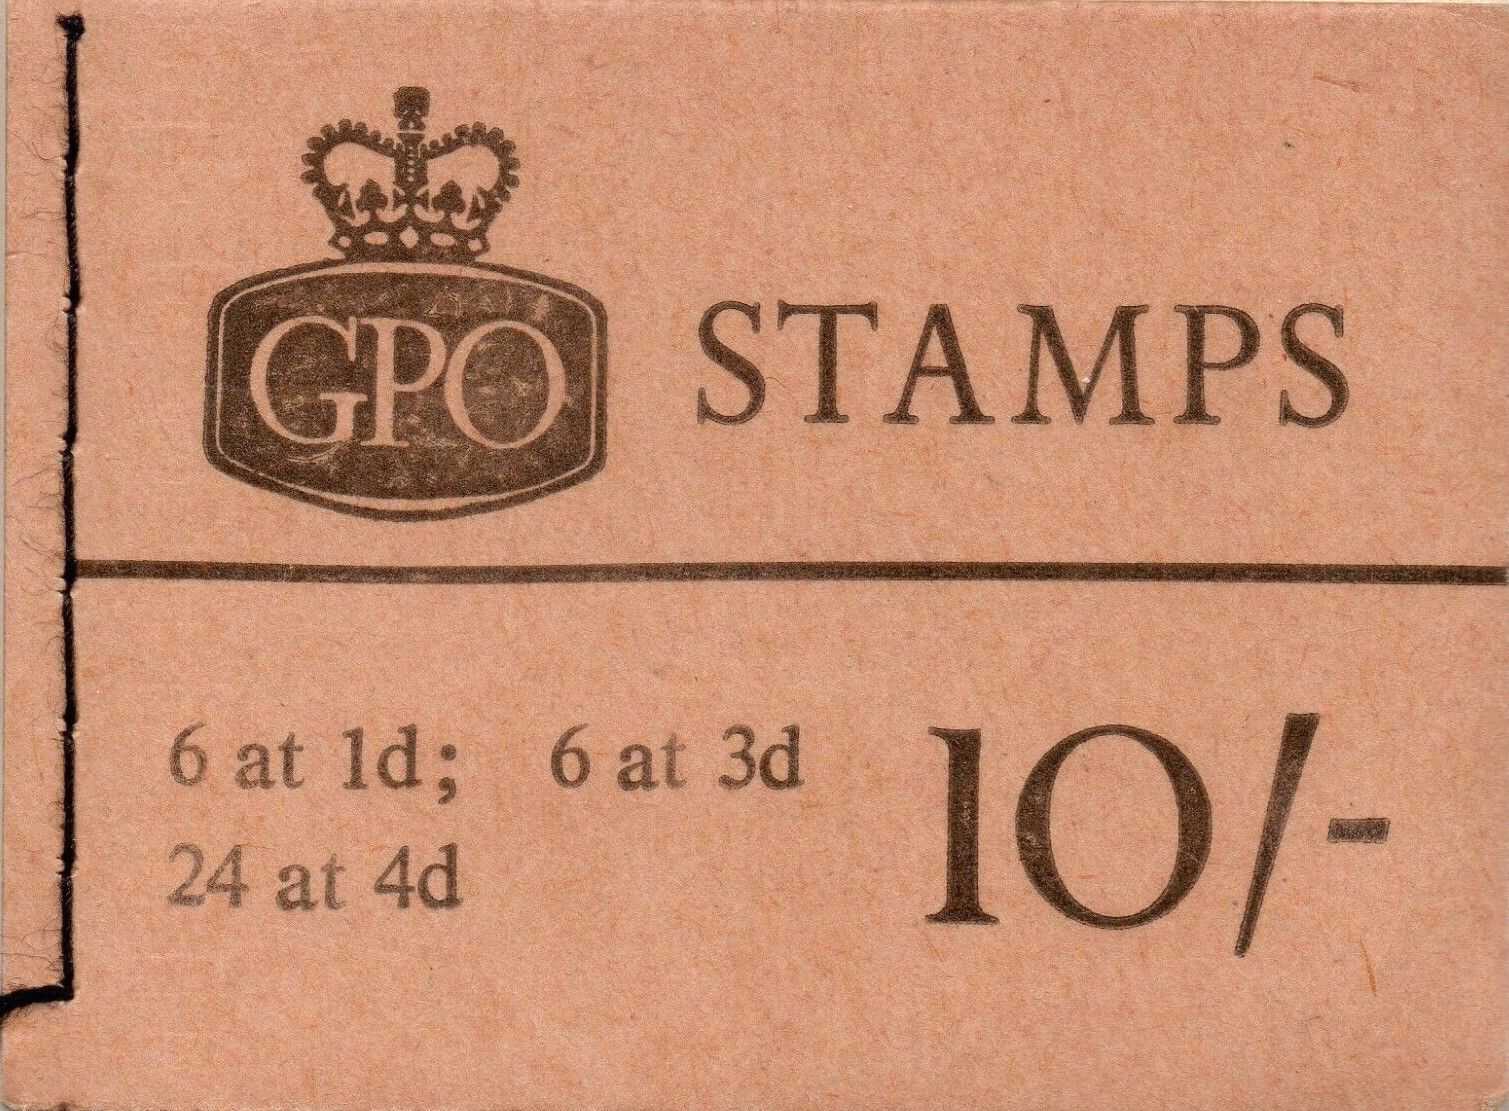 GPO STAMPS
6 at 1d; 6 at 3d
24 at 4d
10/-